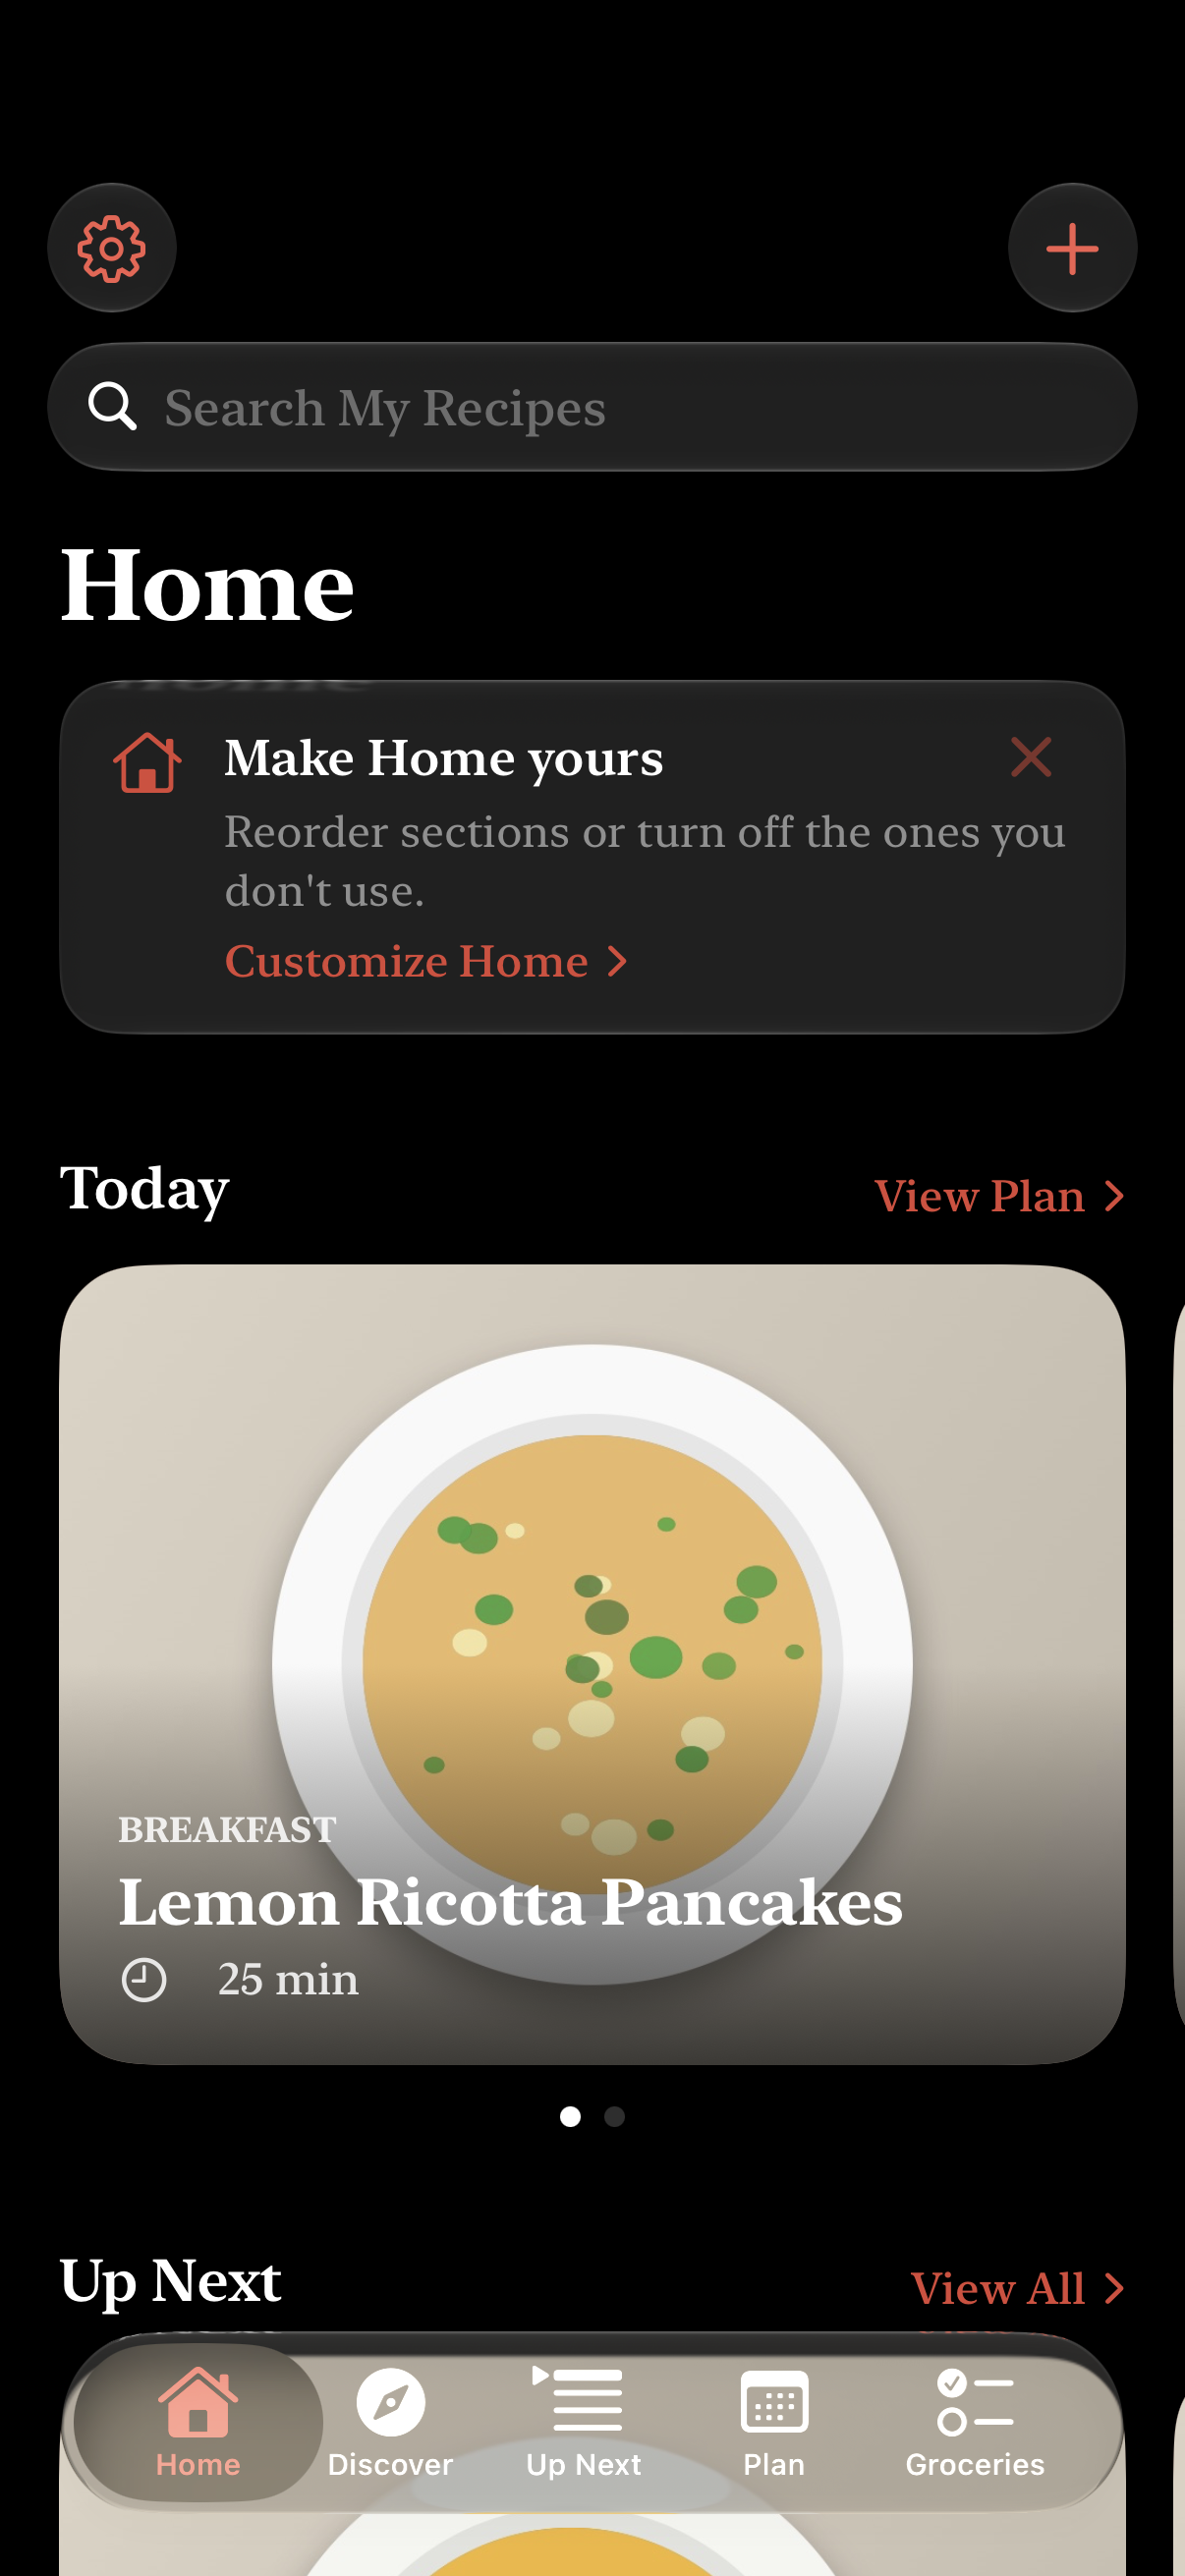 Search My Recipes
Home
Make Home yours
Reorder sections or turn off the ones you
don't use.
Customize Home
Today
View Plan
BREAKFAST
Lemon Ricotta Pancakes
25 min
Up Next
View All
Home
Discover
Up Next
Plan
Groceries